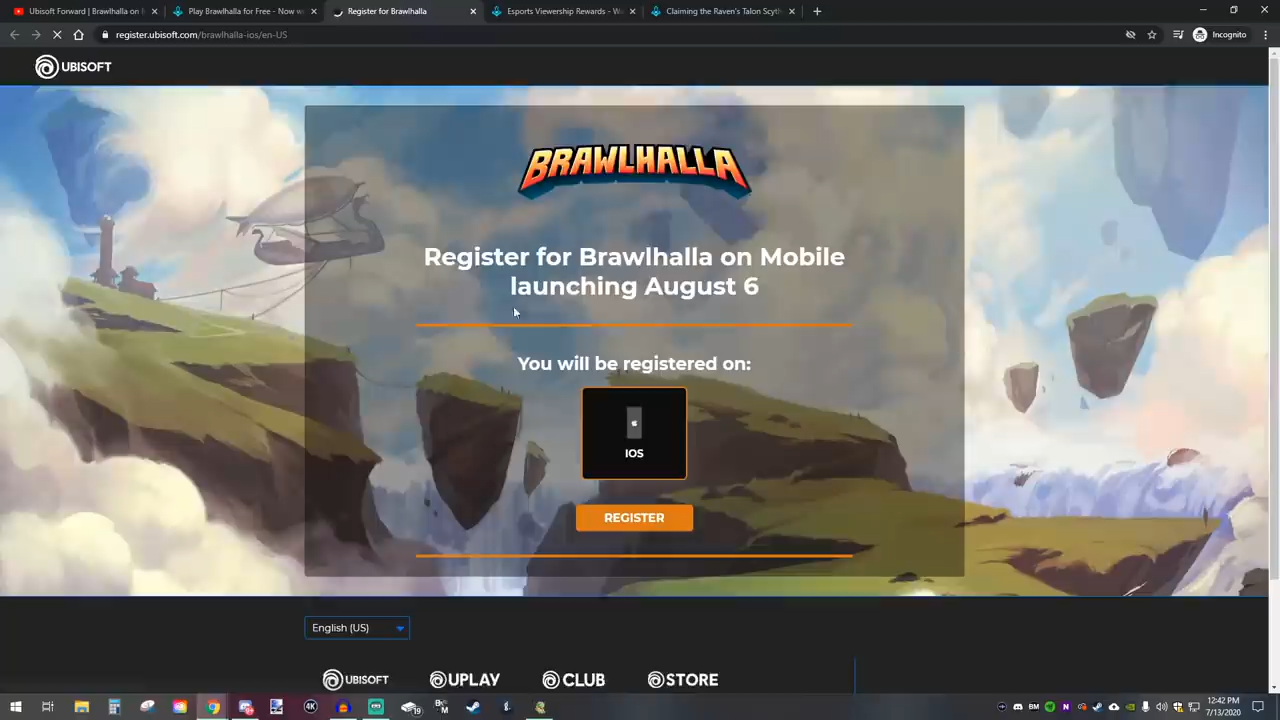 Ubisoft Forward | Brawlhalla on M
Play Brawlhalla for Free - Now w
Register for Brawlhalla
Esports Viewership Rewards - W
Claiming the Raven's Talon Scyth
register.ubisoft.com/brawlhalla-ios/en-US
Incognito
UBISOFT
BRAWLHALLA
Register for Brawlhalla on Mobile
launching August 6
You will be registered on:
IOS
REGISTER
English (US)
UBISOFT
UPLAY
CLUB
STORE
12:42 PM
7/13/2020